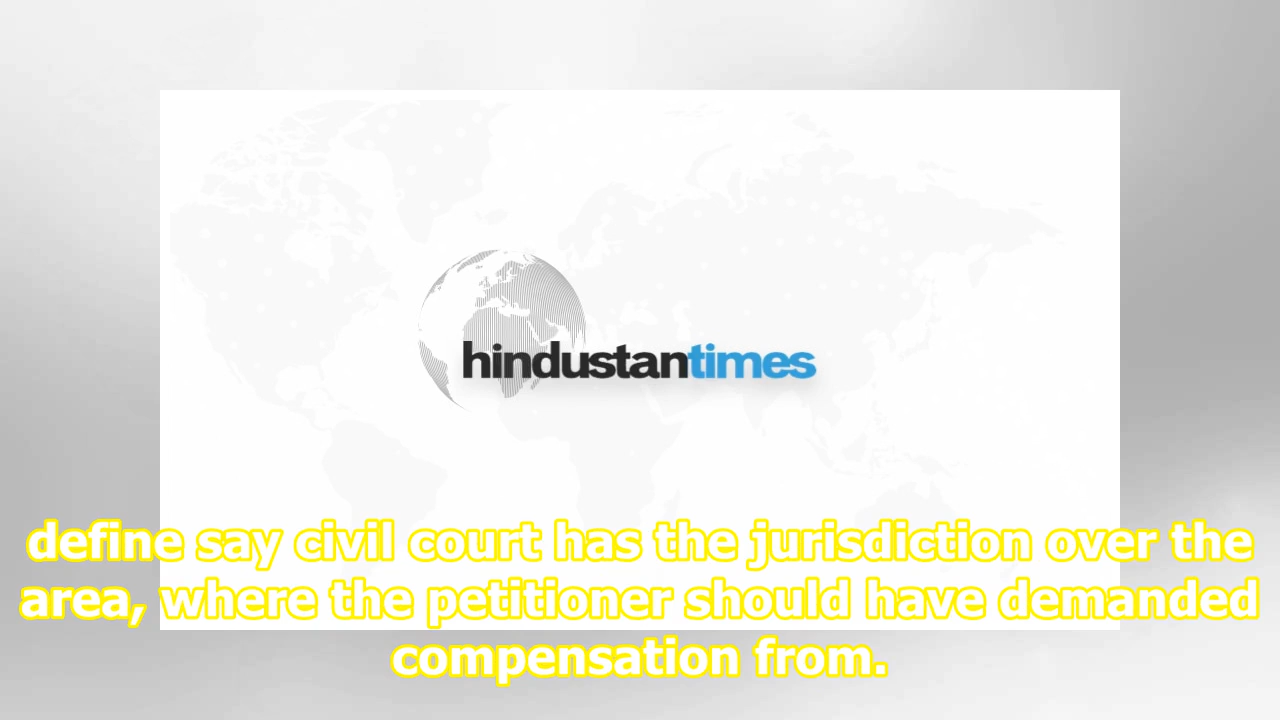 hindustantimes
define say civil court has the jurisdiction over the
area, where the petitioner should have demanded
compensation from.